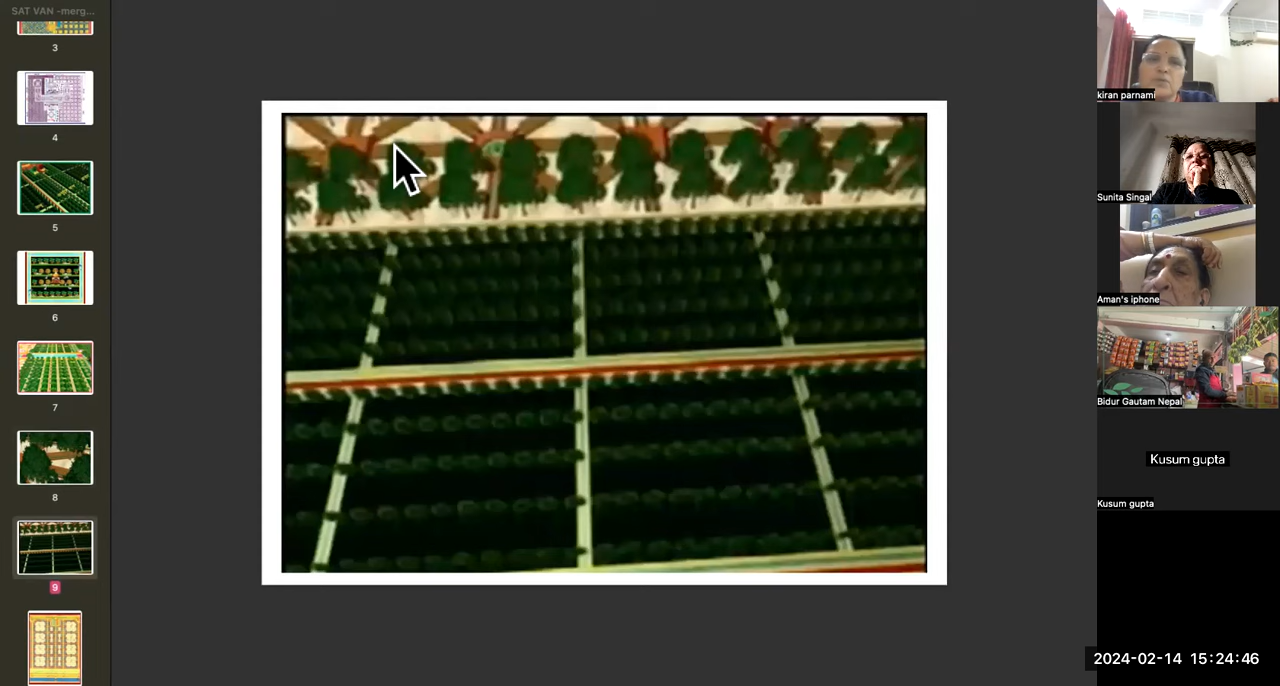 SAT VAN -merg...
3
4
5
6
7
8
9
kiran parnami
Sunita Singal
Aman's iphone
Bidur Gautam Nepal
Kusum gupta
Kusum gupta
2024-02-14 15:24:46